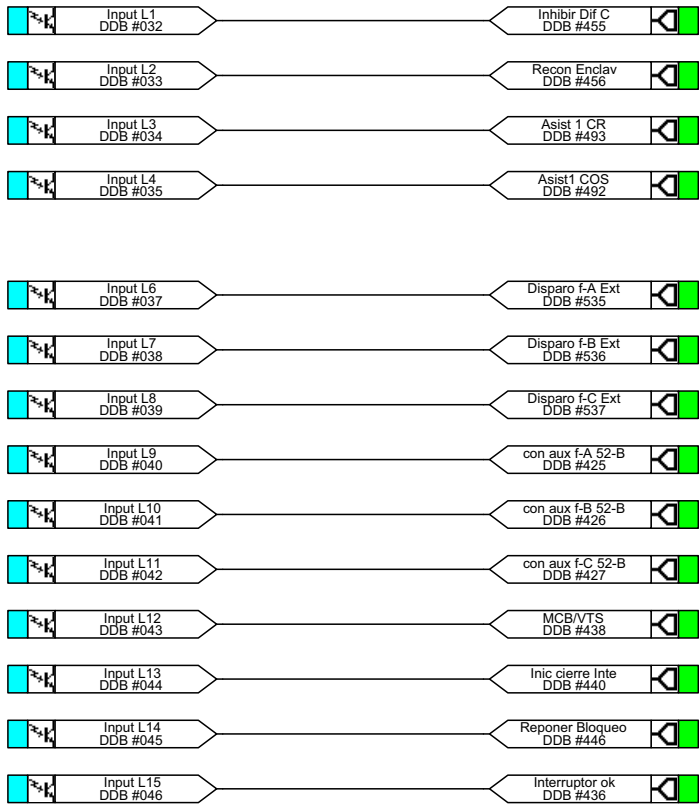 Input L1
DDB #032
Inhibir Dif C
DDB #455
Input L2
DDB #033
Recon Enclav
DDB #456
Input L3
DDB #034
Asist 1 CR
DDB #493
Input L4
DDB #035
Asist1 COS
DDB #492
Input L6
DDB #037
Disparo f-A Ext
DDB #535
Input L7
DDB #038
Disparo f-B Ext
DDB #536
Input L8
DDB #039
Disparo f-C Ext
DDB #537
Input L9
DDB #040
con aux f-A 52-B
DDB #425
Input L10
DDB #041
con aux f-B 52-B
DDB #426
Input L11
DDB #042
con aux f-C 52-B
DDB #427
Input L12
DDB #043
MCB/VTS
DDB #438
Input L13
DDB #044
Inic cierre Inte
DDB #440
Input L14
DDB #045
Reponer Bloqueo
DDB #446
Input L15
DDB #046
Interruptor ok
DDB #436